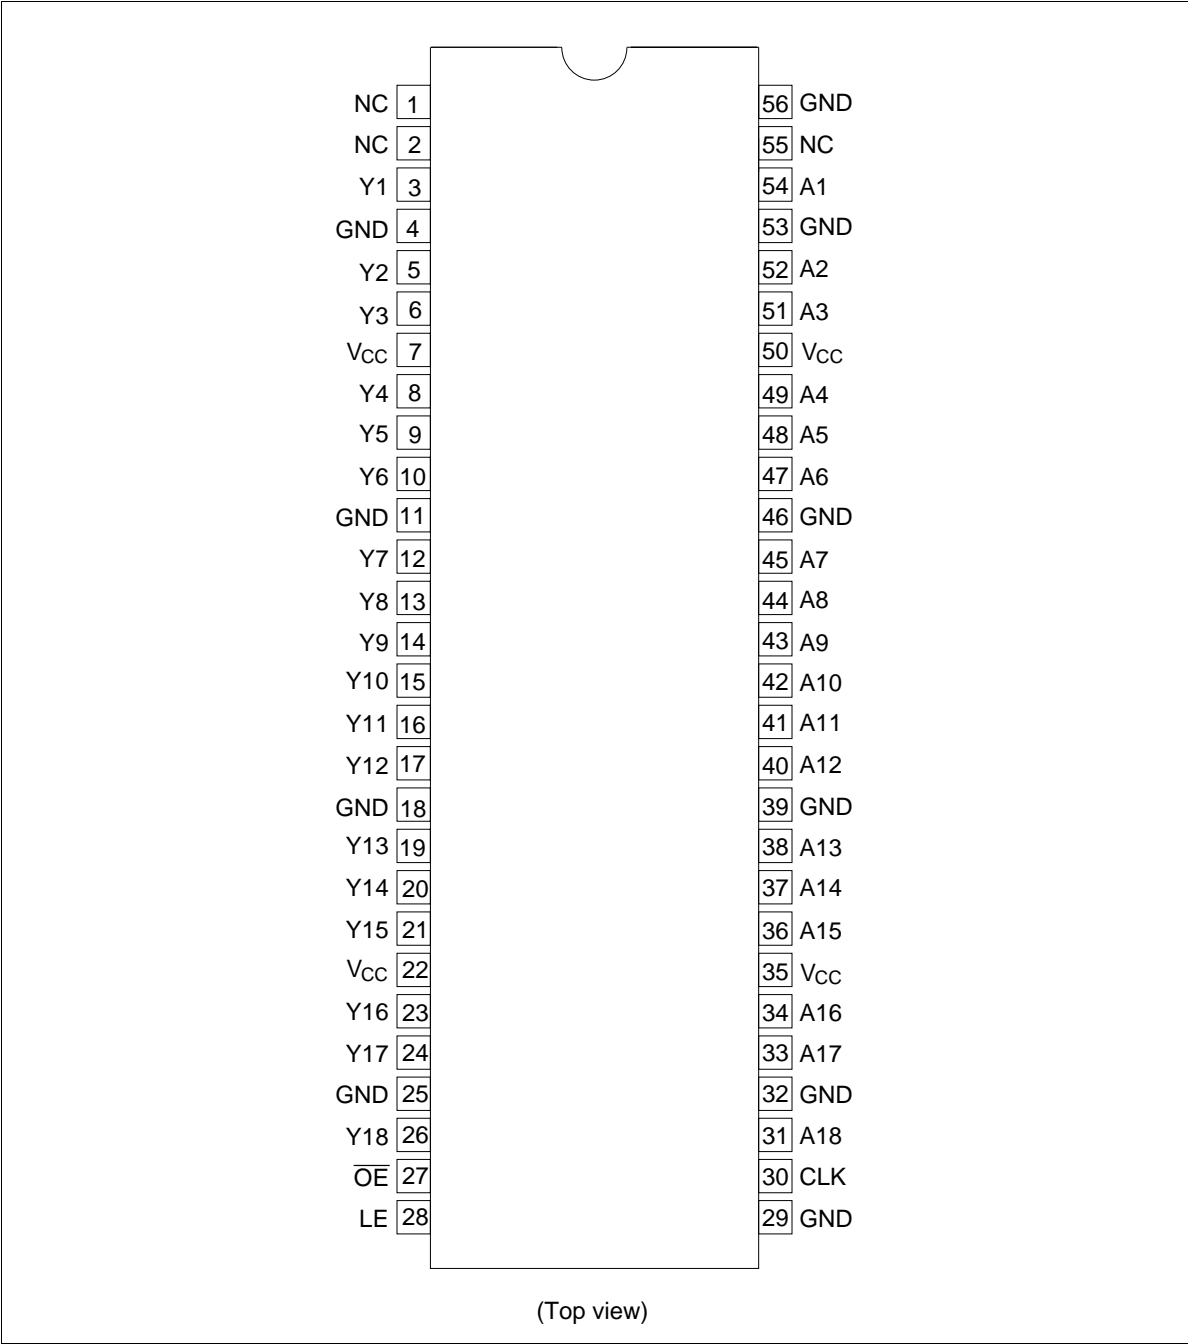 NC 1 56 GND
NC 2 55 NC
Y1 3 54 A1
GND 4 53 GND
Y2 5 52 A2
Y3 6 51 A3
VCC 7 50 VCC
Y4 8 49 A4
Y5 9 48 A5
Y6 10 47 A6
GND 11 46 GND
Y7 12 45 A7
Y8 13 44 A8
Y9 14 43 A9
Y10 15 42 A10
Y11 16 41 A11
Y12 17 40 A12
GND 18 39 GND
Y13 19 38 A13
Y14 20 37 A14
Y15 21 36 A15
VCC 22 35 VCC
Y16 23 34 A16
Y17 24 33 A17
GND 25 32 GND
Y18 26 31 A18
O̅E̅ 27 30 CLK
LE 28 29 GND
(Top view)